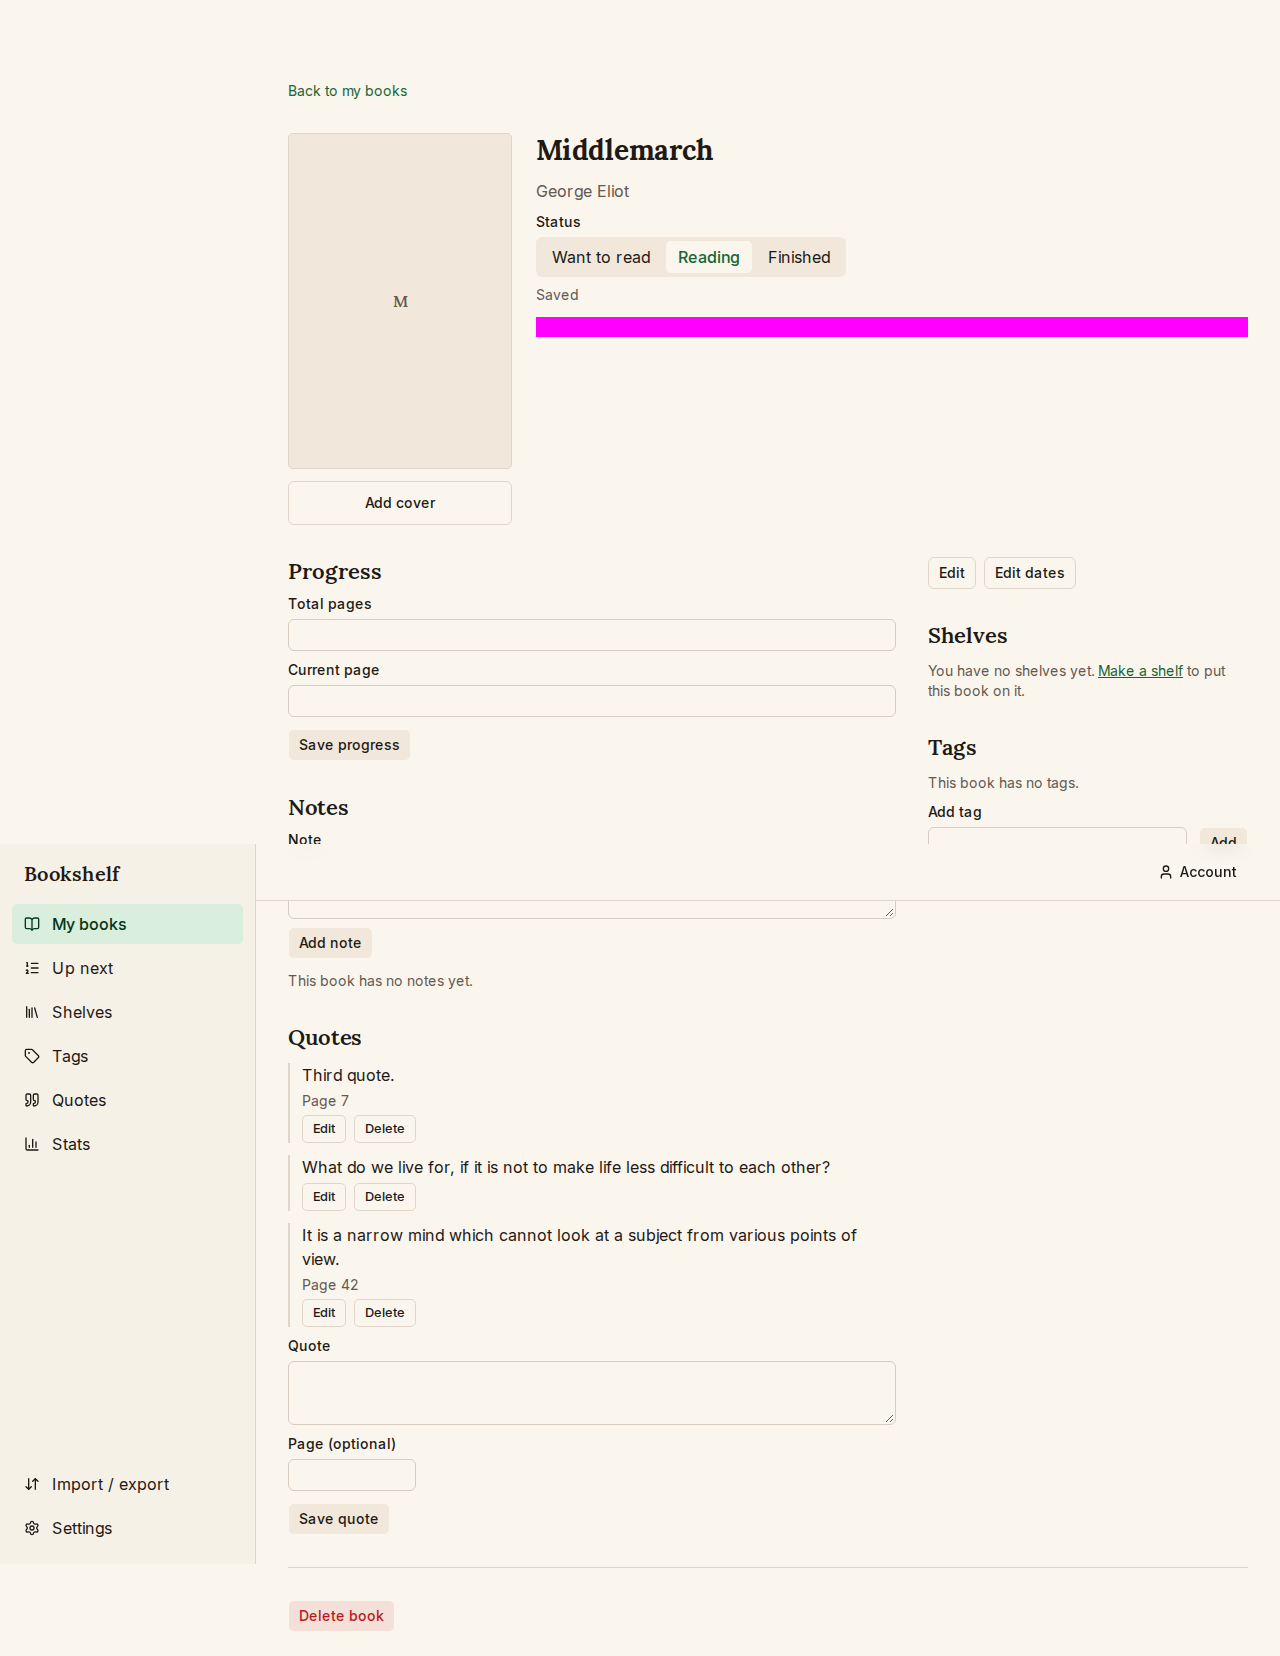 Back to my books
M
Middlemarch
George Eliot
Status
Want to read
Reading
Finished
Saved
Add cover
Progress
Total pages
Current page
Save progress
Notes
Note
Edit
Edit dates
Shelves
You have no shelves yet. Make a shelf to put
this book on it.
Tags
This book has no tags.
Add tag
Add
Bookshelf
My books
Up next
Shelves
Tags
Quotes
Stats
Import / export
Settings
Account
Add note
This book has no notes yet.
Quotes
Third quote.
Page 7
Edit
Delete
What do we live for, if it is not to make life less difficult to each other?
Edit
Delete
It is a narrow mind which cannot look at a subject from various points of
view.
Page 42
Edit
Delete
Quote
Page (optional)
Save quote
Delete book